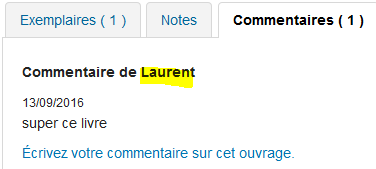 Exemplaires ( 1 ) Notes Commentaires ( 1 )
Commentaire de Laurent
13/09/2016
super ce livre
Écrivez votre commentaire sur cet ouvrage.